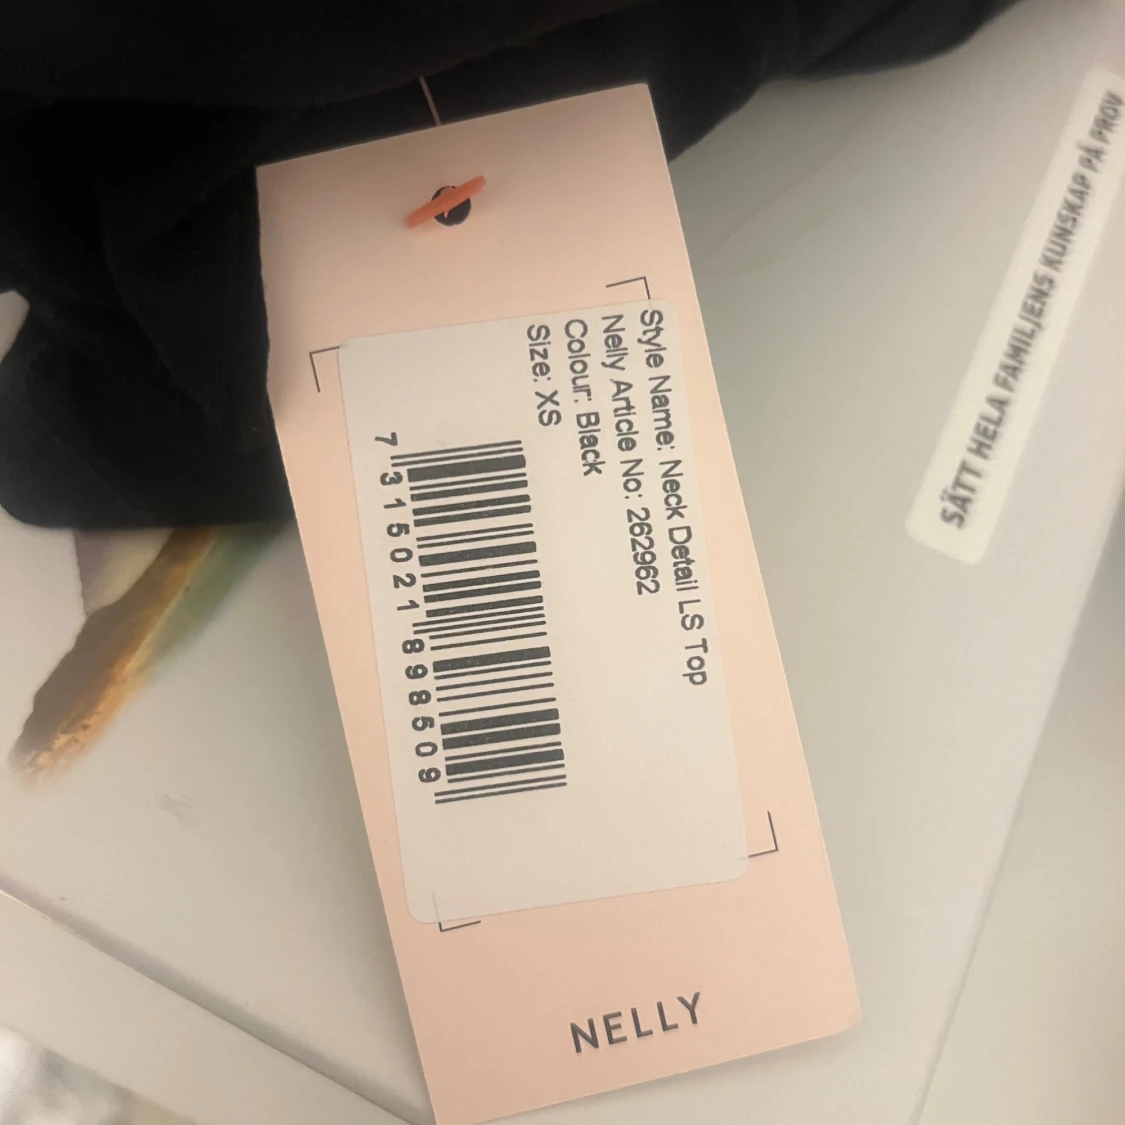 Style Name: Neck Detail LS Top
Nelly Article No: 262962
Colour: Black
Size: XS
7 315021 898509
NELLY
SÄTT HELA FAMILJENS KUNSKAP PÅ PROV